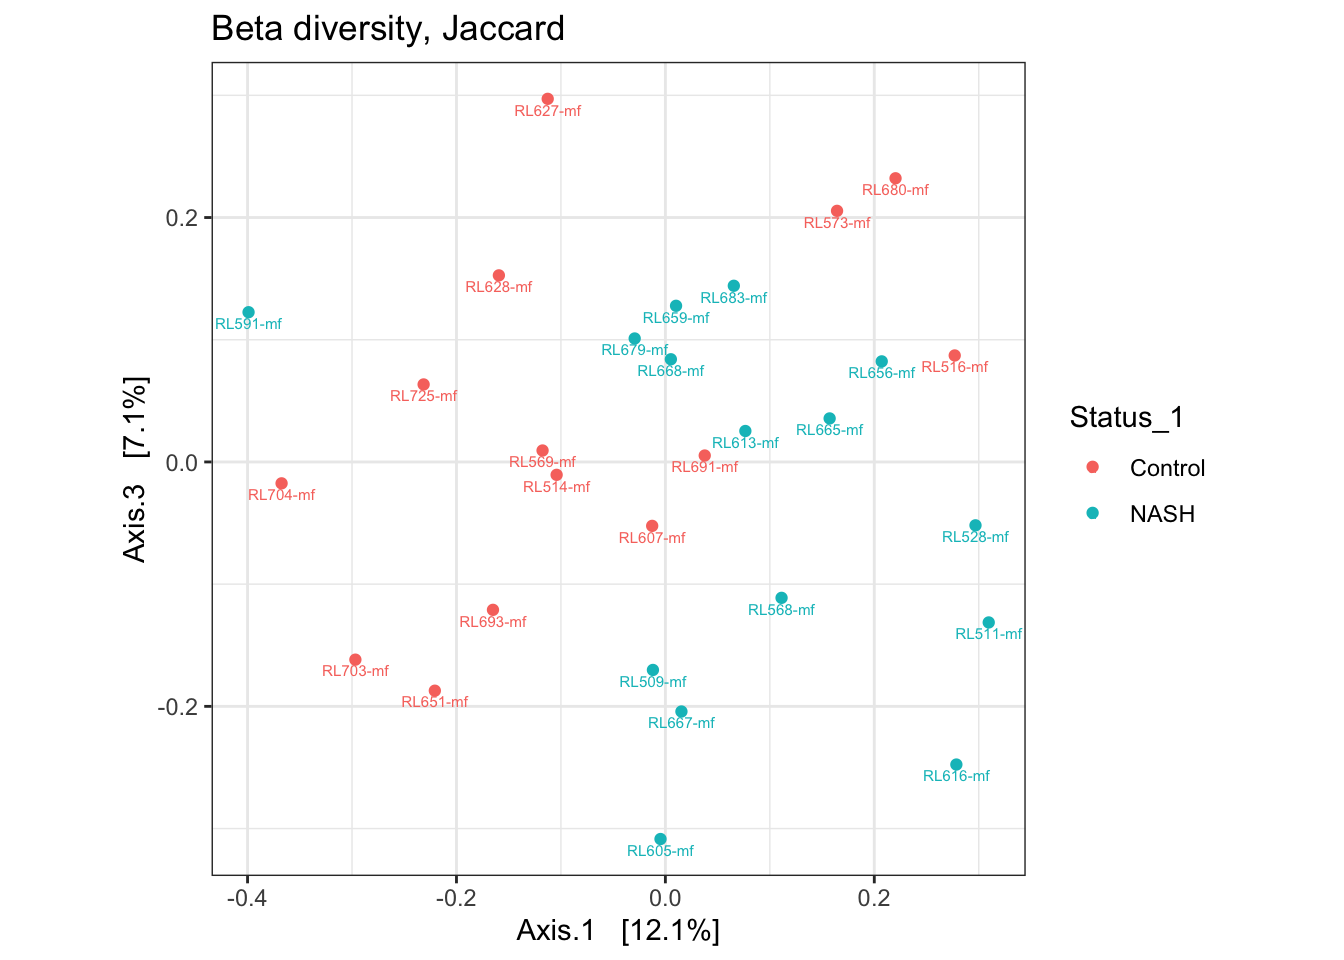 Beta diversity, Jaccard
RL627-mf
RL680-mf
RL573-mf
RL628-mf
RL683-mf
RL659-mf
RL591-mf
RL679-mf
RL668-mf
RL656-mf
RL516-mf
RL725-mf
RL665-mf
RL613-mf
RL569-mf
RL691-mf
RL514-mf
RL704-mf
RL607-mf
RL528-mf
RL568-mf
RL693-mf
RL511-mf
RL703-mf
RL509-mf
RL651-mf
RL667-mf
RL616-mf
RL605-mf
0.2
0.0
-0.2
Axis.3 [7.1%]
-0.4 -0.2 0.0 0.2
Axis.1 [12.1%]
Status_1
Control
NASH